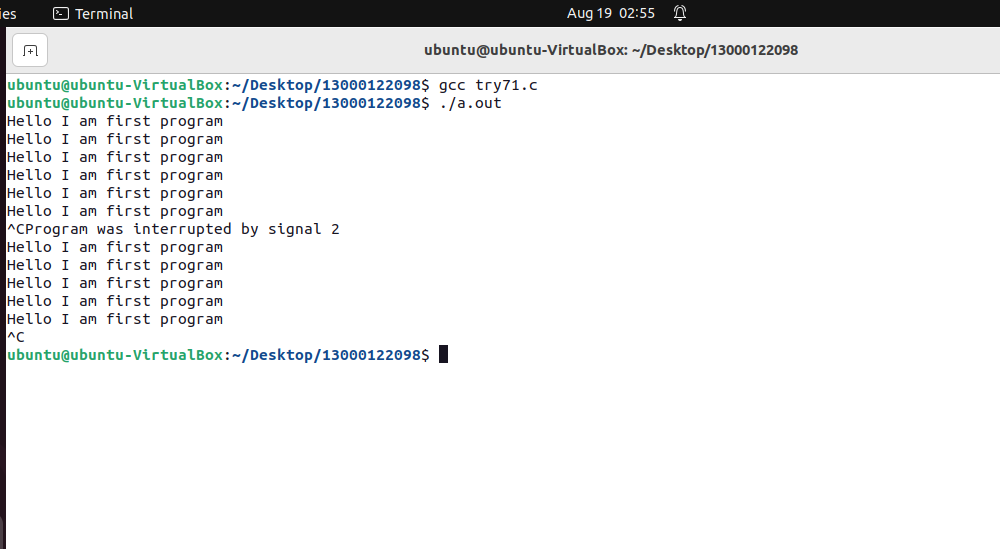 ies Terminal Aug 19 02:55
ubuntu@ubuntu-VirtualBox: ~/Desktop/13000122098
ubuntu@ubuntu-VirtualBox:~/Desktop/13000122098$ gcc try71.c
ubuntu@ubuntu-VirtualBox:~/Desktop/13000122098$ ./a.out
Hello I am first program
Hello I am first program
Hello I am first program
Hello I am first program
Hello I am first program
Hello I am first program
^CProgram was interrupted by signal 2
Hello I am first program
Hello I am first program
Hello I am first program
Hello I am first program
Hello I am first program
^C
ubuntu@ubuntu-VirtualBox:~/Desktop/13000122098$